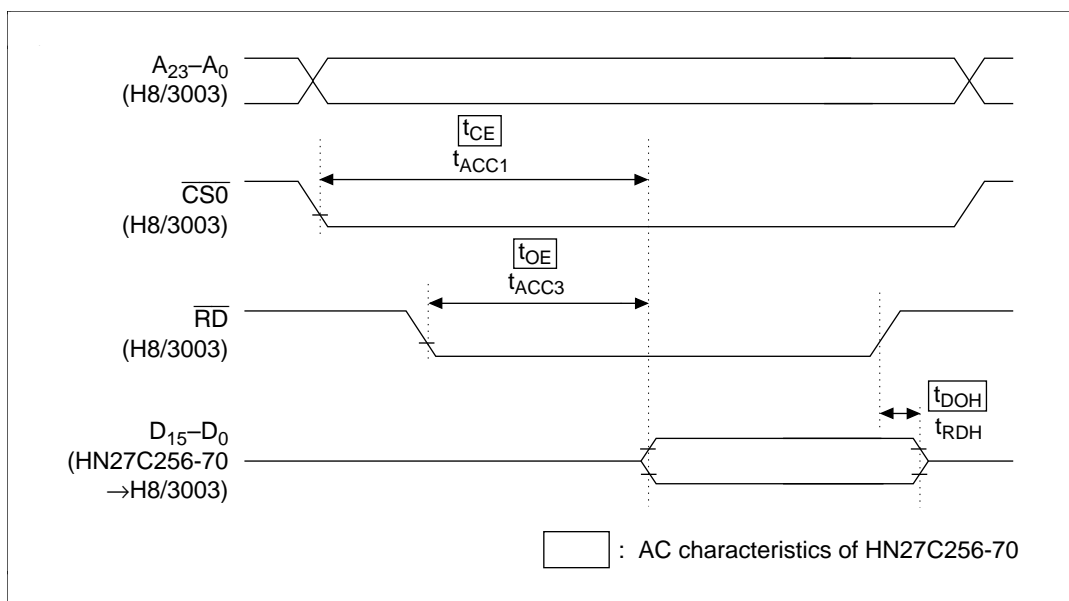 A23–A0
(H8/3003)
tCE
tACC1
CS0
(H8/3003)
tOE
tACC3
RD
(H8/3003)
tDOH
tRDH
D15–D0
(HN27C256-70
→H8/3003)
: AC characteristics of HN27C256-70